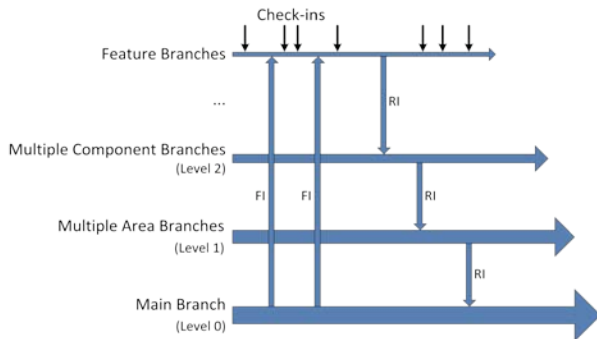 Check-ins
Feature Branches
...
RI
Multiple Component Branches
(Level 2)
FI
FI
RI
Multiple Area Branches
(Level 1)
RI
Main Branch
(Level 0)